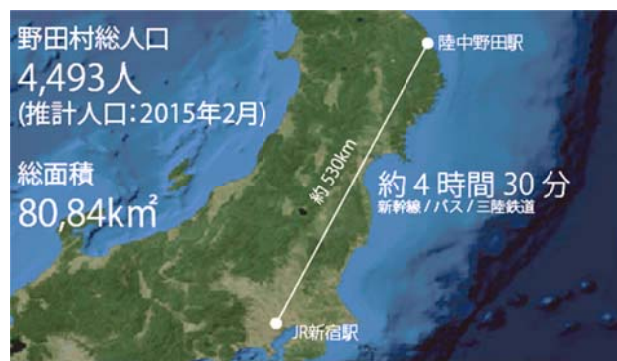 野田村総人口
4,493人
(推計人口:2015年2月)
総面積
80,84k㎡
陸中野田駅
約530km
約4時間30分
新幹線/バス/三陸鉄道
JR新宿駅